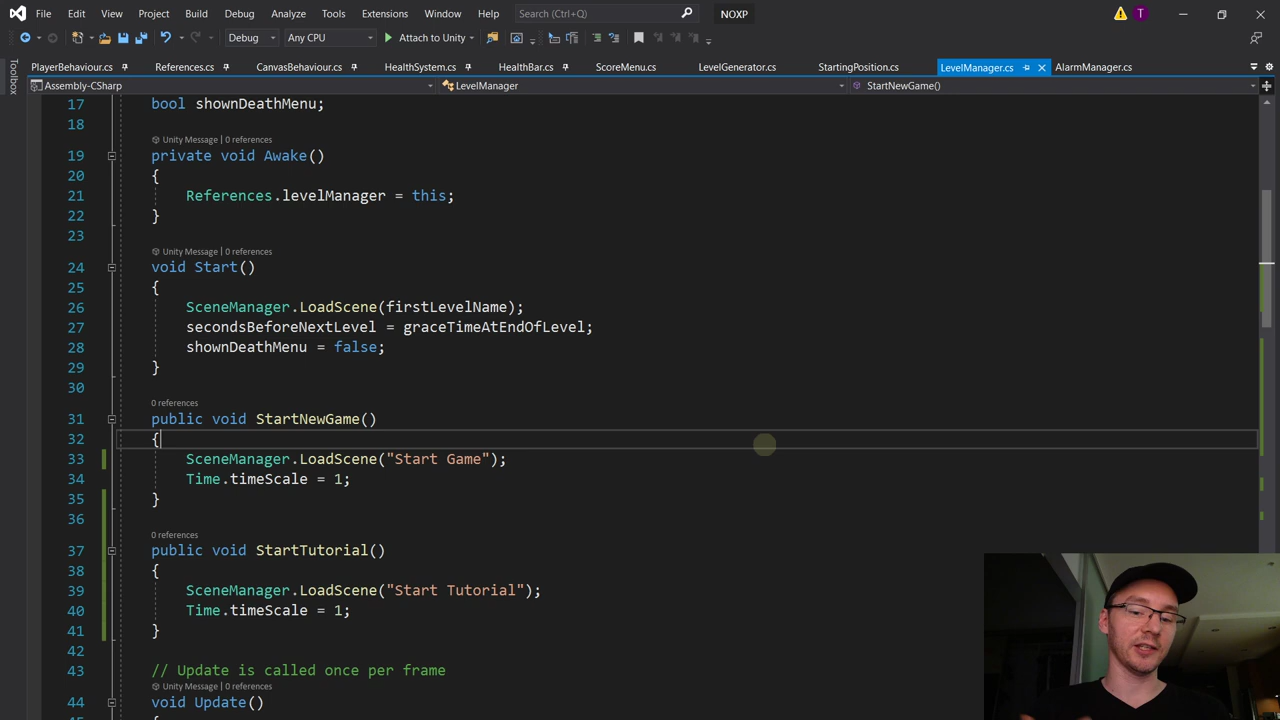 File Edit View Project Build Debug Analyze Tools Extensions Window Help Search (Ctrl+Q) NOXP T
Debug Any CPU Attach to Unity
PlayerBehaviour.cs References.cs CanvasBehaviour.cs HealthSystem.cs HealthBar.cs ScoreMenu.cs LevelGenerator.cs StartingPosition.cs LevelManager.cs AlarmManager.cs
Toolbox
Assembly-CSharp LevelManager StartNewGame()
17 bool shownDeathMenu;
18
Unity Message | 0 references
19 private void Awake()
20 {
21 References.levelManager = this;
22 }
23
Unity Message | 0 references
24 void Start()
25 {
26 SceneManager.LoadScene(firstLevelName);
27 secondsBeforeNextLevel = graceTimeAtEndOfLevel;
28 shownDeathMenu = false;
29 }
30
0 references
31 public void StartNewGame()
32 {
33 SceneManager.LoadScene("Start Game");
34 Time.timeScale = 1;
35 }
36
0 references
37 public void StartTutorial()
38 {
39 SceneManager.LoadScene("Start Tutorial");
40 Time.timeScale = 1;
41 }
42
43 // Update is called once per frame
Unity Message | 0 references
44 void Update()